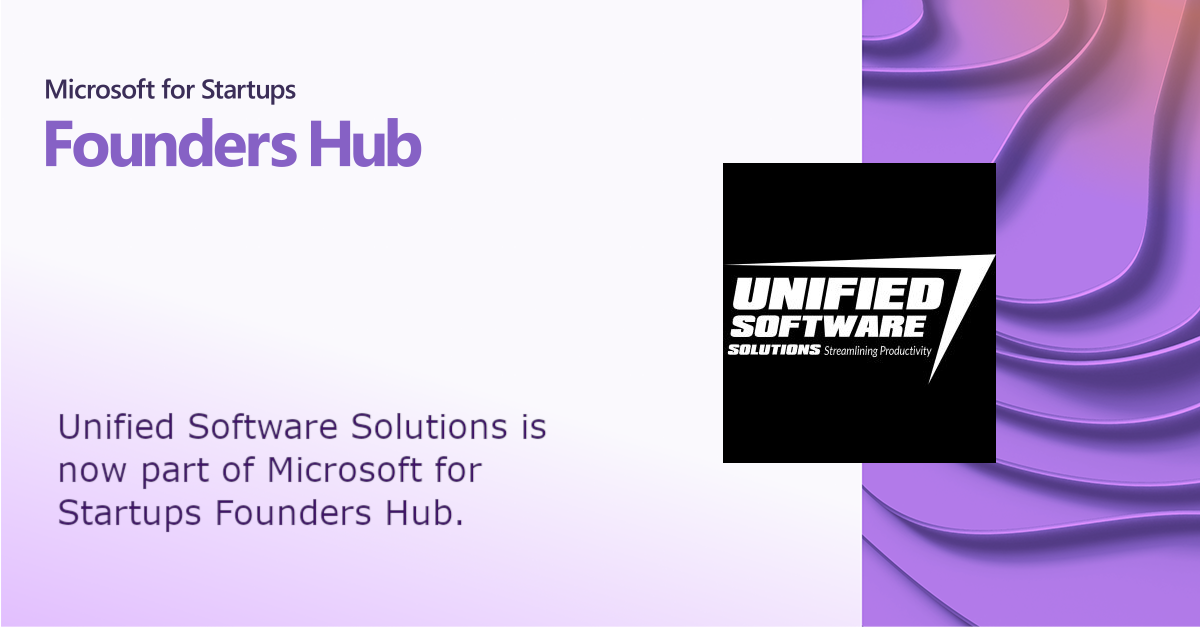 Microsoft for Startups
Founders Hub
UNIFIED
SOFTWARE
SOLUTIONS Streamlining Productivity
Unified Software Solutions is
now part of Microsoft for
Startups Founders Hub.